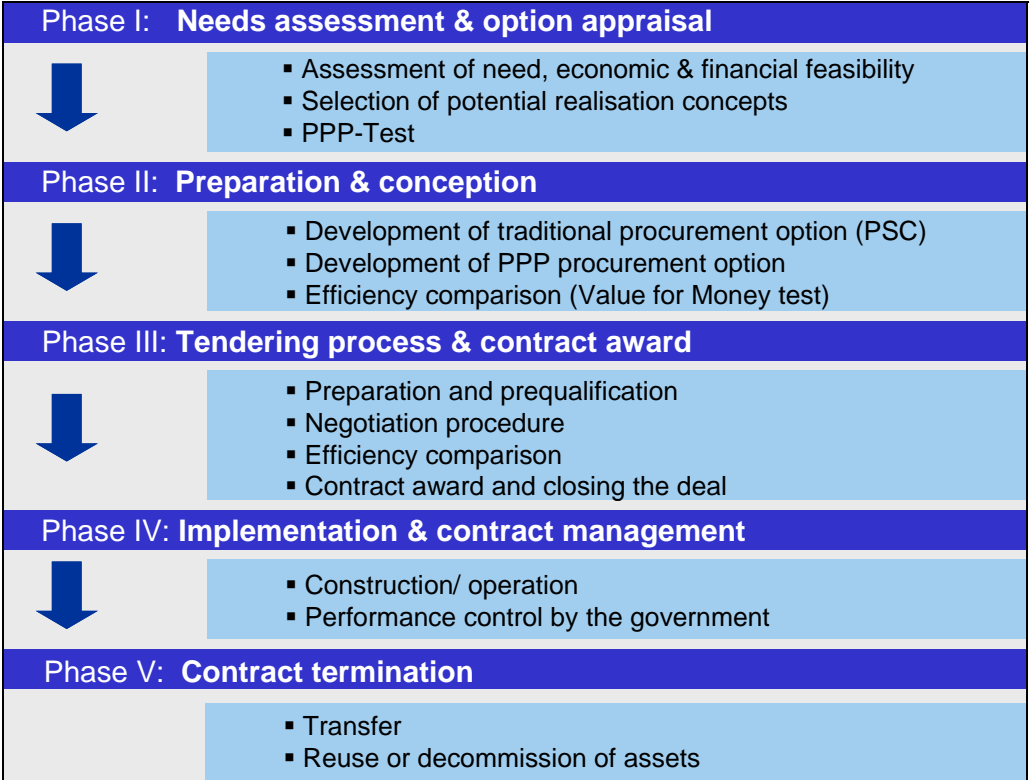 Phase I: Needs assessment & option appraisal
▪ Assessment of need, economic & financial feasibility
▪ Selection of potential realisation concepts
▪ PPP-Test
Phase II: Preparation & conception
▪ Development of traditional procurement option (PSC)
▪ Development of PPP procurement option
▪ Efficiency comparison (Value for Money test)
Phase III: Tendering process & contract award
▪ Preparation and prequalification
▪ Negotiation procedure
▪ Efficiency comparison
▪ Contract award and closing the deal
Phase IV: Implementation & contract management
▪ Construction/ operation
▪ Performance control by the government
Phase V: Contract termination
▪ Transfer
▪ Reuse or decommission of assets